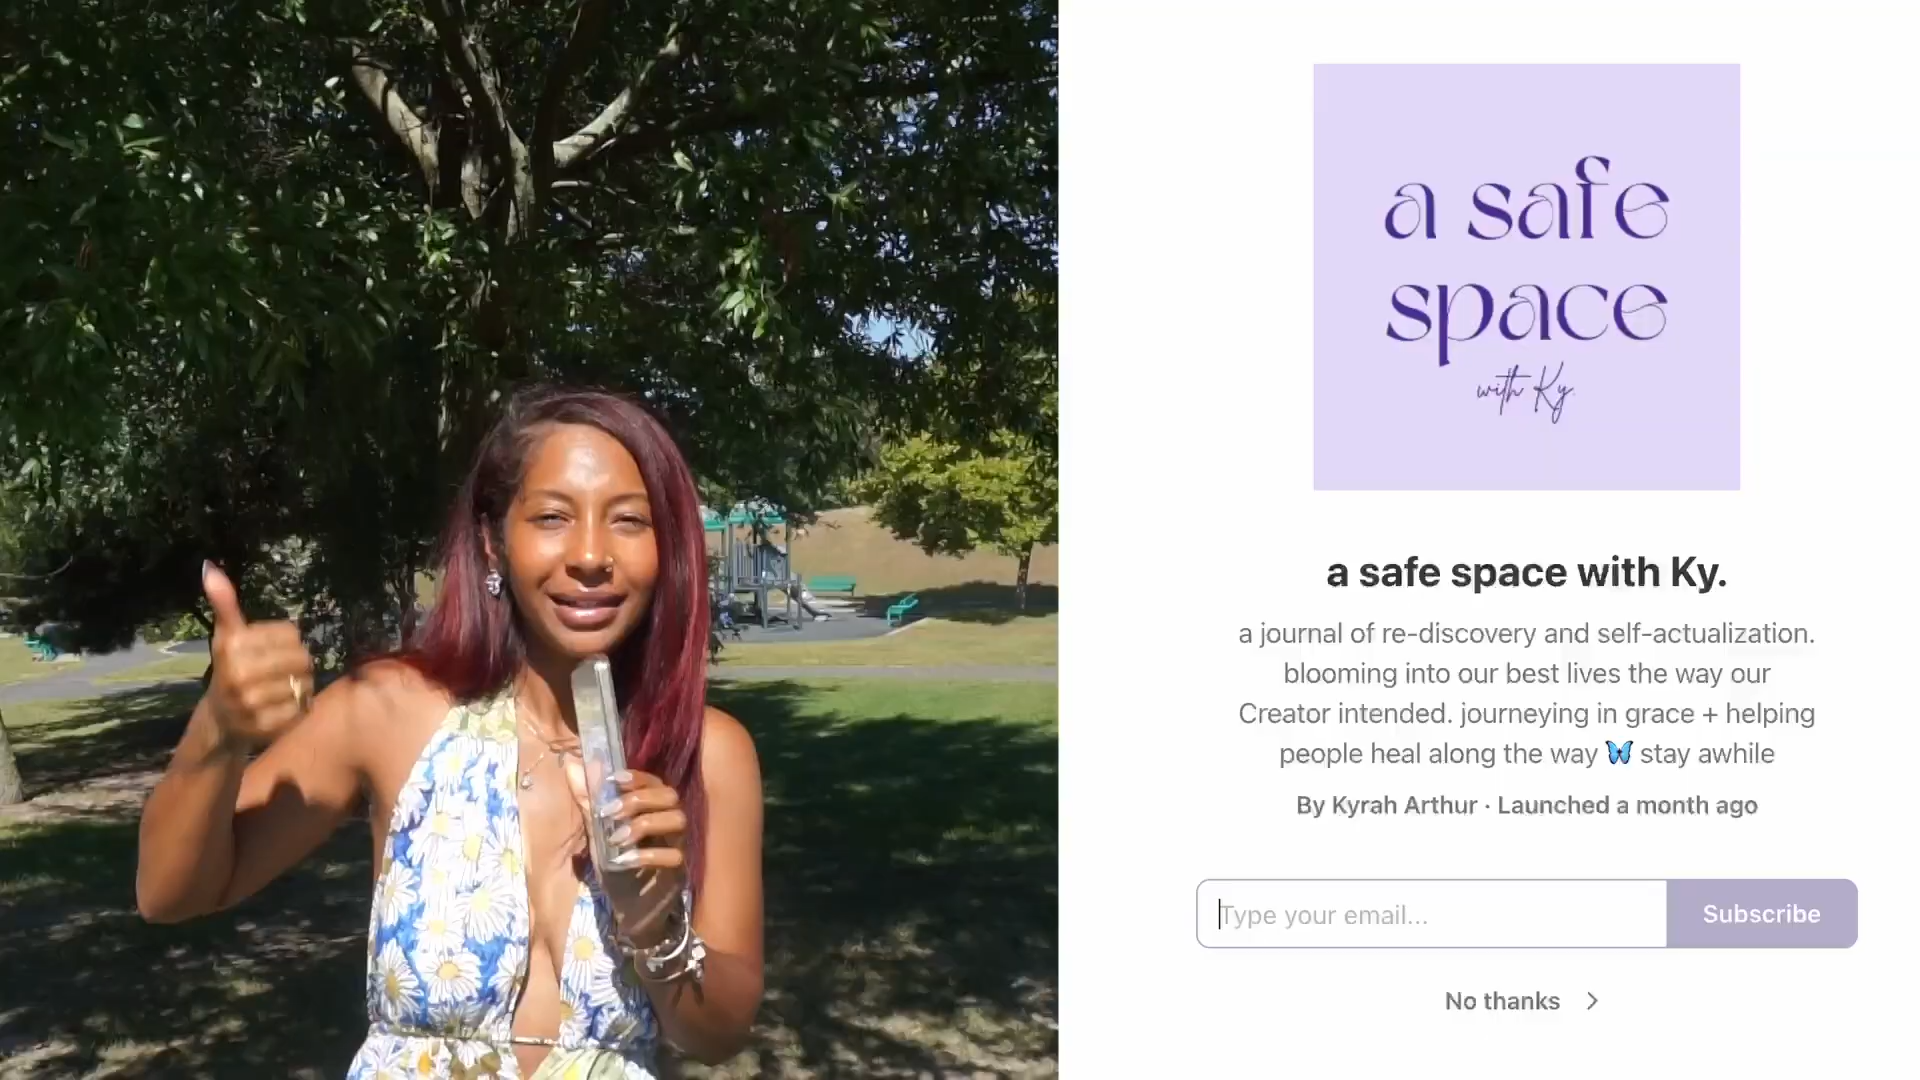 a safe
space
with Ky.
a safe space with Ky.
a journal of re-discovery and self-actualization.
blooming into our best lives the way our
Creator intended. journeying in grace + helping
people heal along the way 🦋 stay awhile
By Kyrah Arthur · Launched a month ago
Type your email...
Subscribe
No thanks >